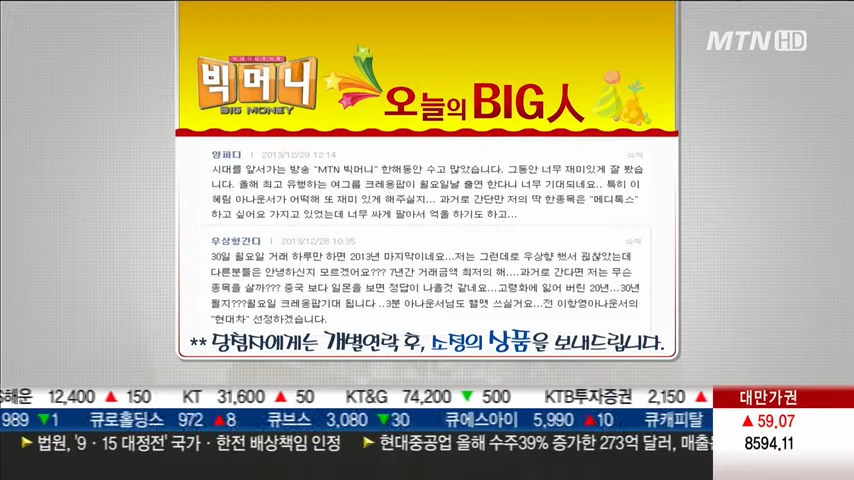 MTN HD
빅머니
BIG MONEY
오늘의 BIG人
알파다 | 2013/12/29 12:14 삭제
시대를 앞서가는 방송 "MTN 빅머니" 한해동안 수고 많았습니다. 그동안 너무 재미있게 잘 봤습니
다. 올해 최고 유행하는 여그룹 크레용팝이 월요일날 출연 한다니 너무 기대되네요.. 특히 이
혜림 아나운서가 어떡해 또 재미 있게 해주실지... 과거로 간단만 저의 딱 한종목은 "메디톡스"
하고 싶어요 가지고 있었는데 너무 싸게 팔아서 억울 하기도 하고...
우상향간다 | 2013/12/28 10:35 삭제
30일 월요일 거래 하루만 하면 2013년 마지막이네요...저는 그런데로 우상향 했서 괞찮았는데
다른분들은 안녕하신지 모르겠어요??? 7년간 거래금액 최저의 해....과거로 간다면 저는 무슨
종목을 살까??? 중국 보다 일몬을 보면 정답이 나올것 같네요...고령화에 잃어 버린 20년...30년
될지???월요일 크레옹팝기대 됩니다 ..3분 아나운서님도 핼맷 쓰실거요...전 이항영아나운서의
"현대차" 선정하겠습니다.
** 당첨자에게는 개별연락 후, 소정의 상품을 보내드립니다.
해운 12,400 ▲ 150 KT 31,600 ▲ 50 KT&G 74,200 ▼ 500 KTB투자증권 2,150 ▲ 대만가권
989 ▼1 큐로홀딩스 972 ▲8 큐브스 3,080 ▼30 큐에스아이 5,990 ▲10 큐캐피탈 ▲59,07
▶ 법원, '9·15 대정전' 국가·한전 배상책임 인정 ▶ 현대중공업 올해 수주39% 증가한 273억 달러, 매출 8594.11